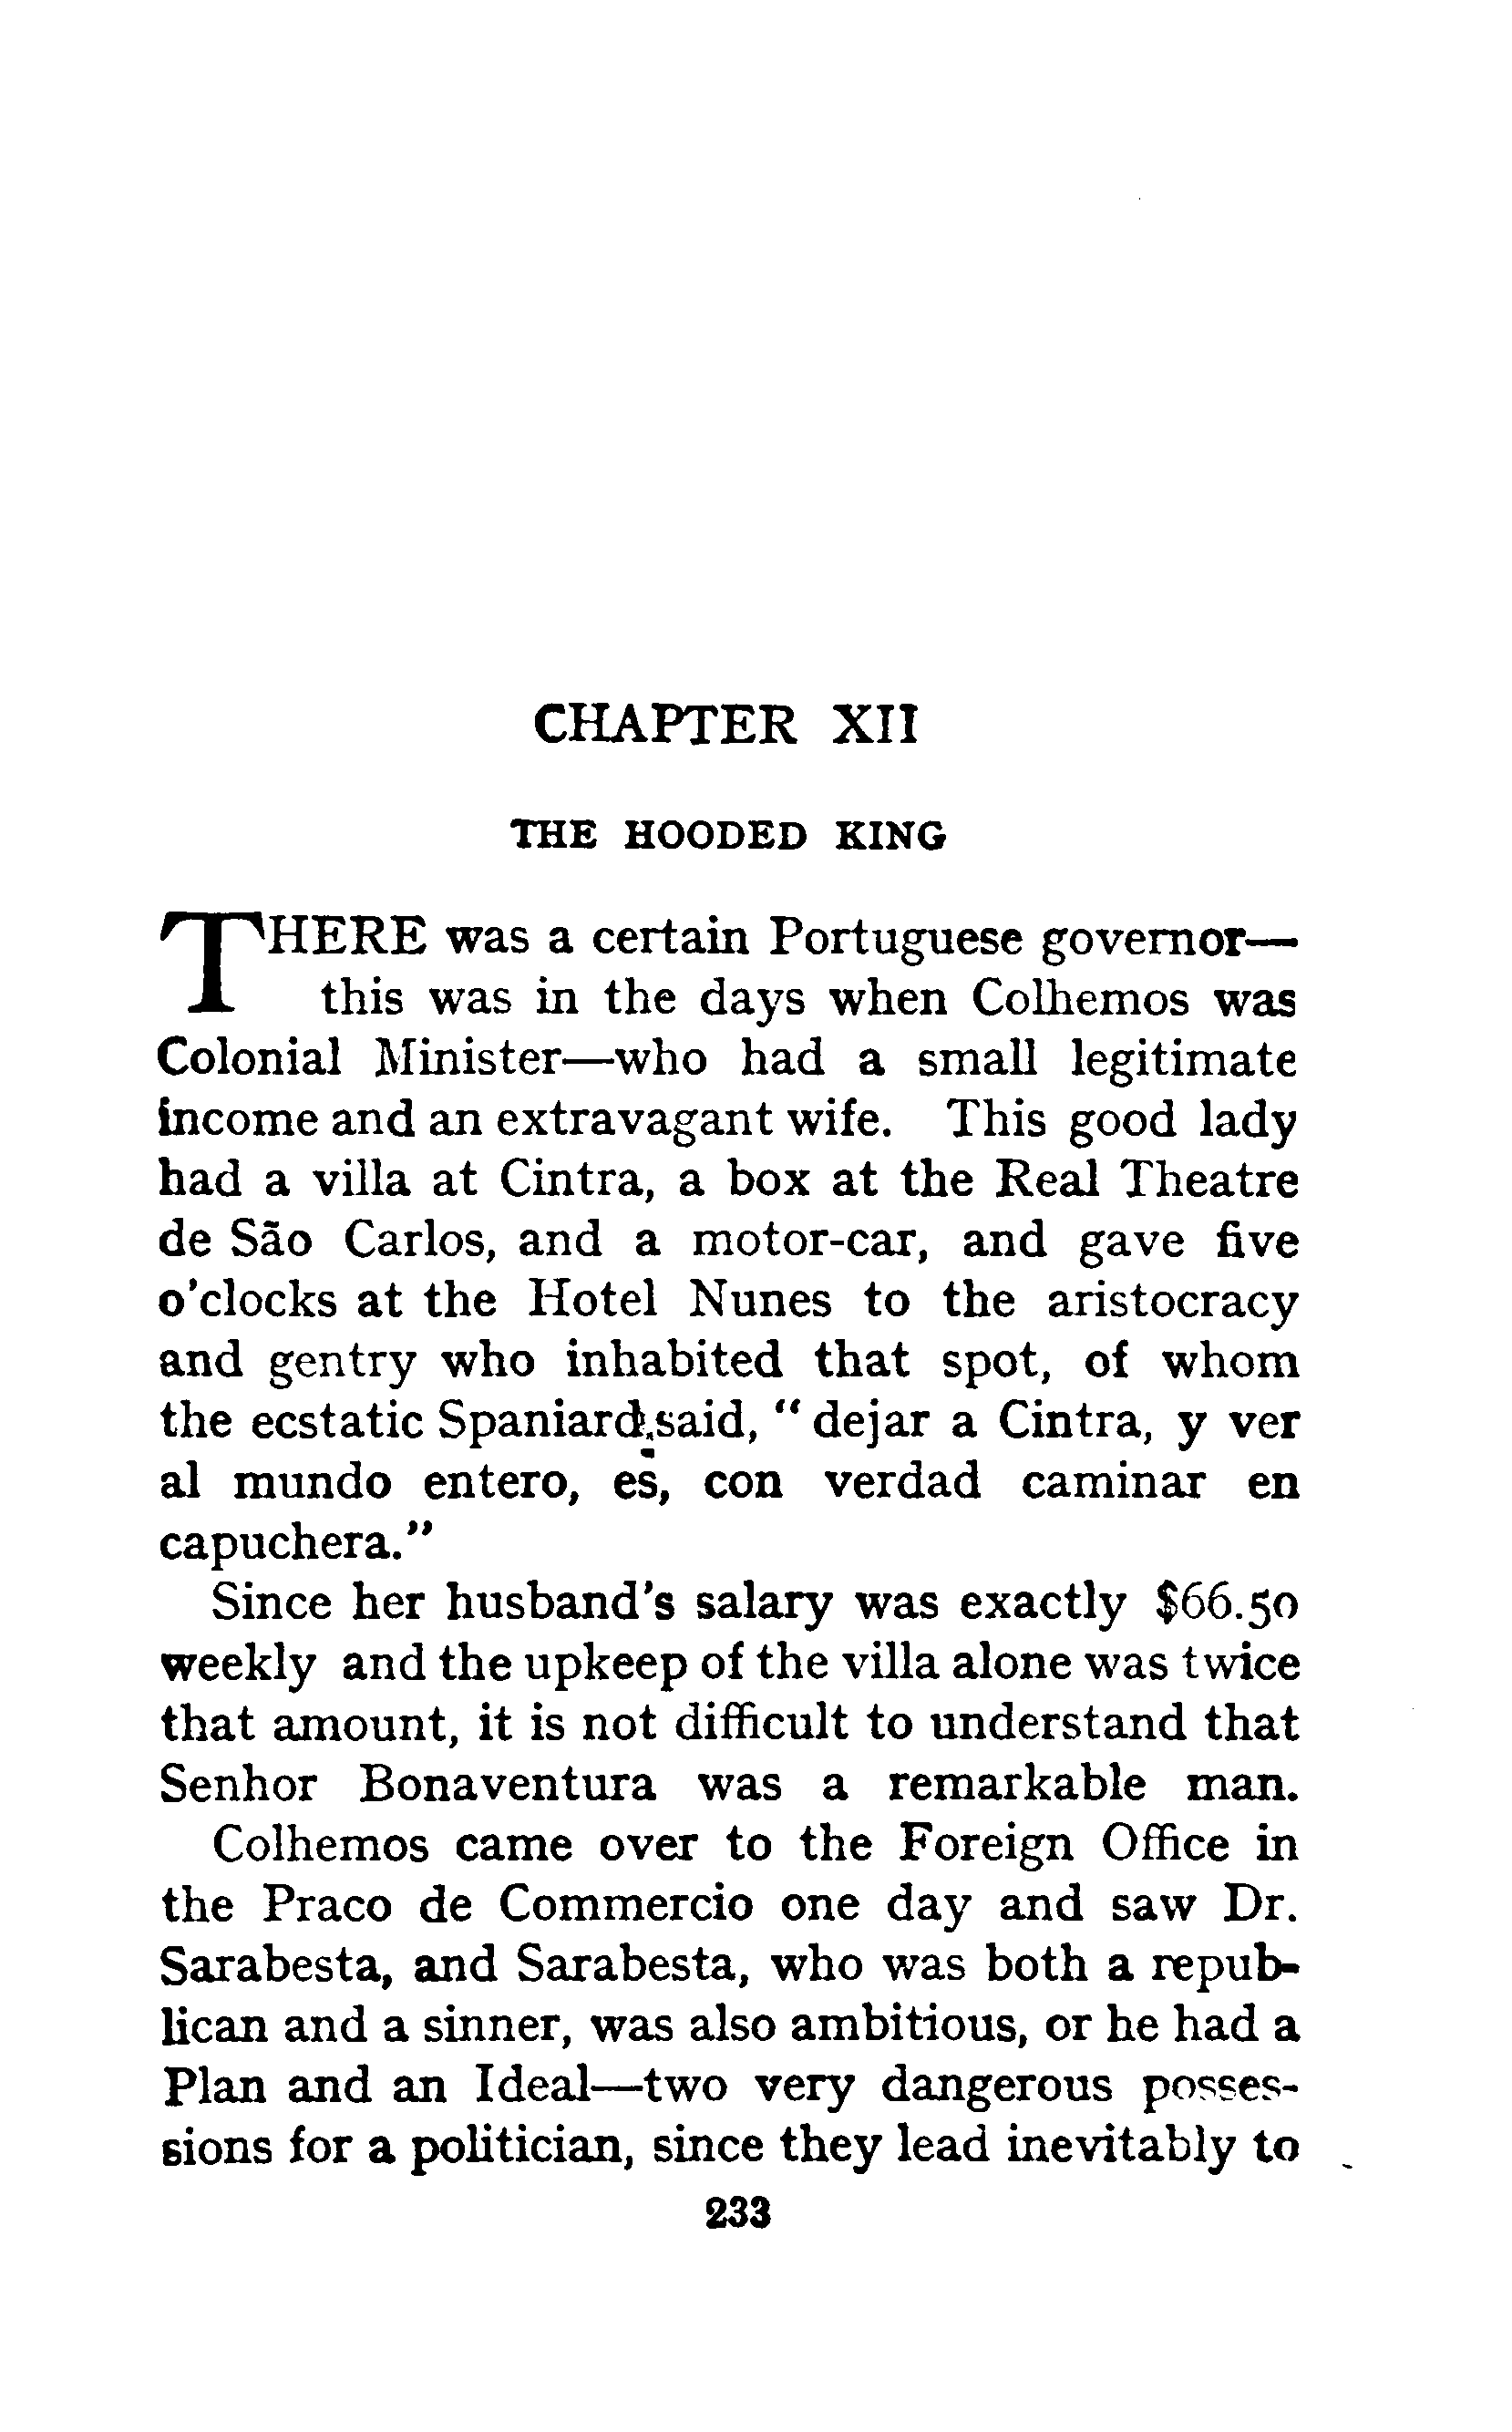 CHAPTER XII
THE HOODED KING
THERE was a certain Portuguese governor—
this was in the days when Colhemos was
Colonial Minister—who had a small legitimate
income and an extravagant wife. This good lady
had a villa at Cintra, a box at the Real Theatre
de São Carlos, and a motor-car, and gave five
o'clocks at the Hotel Nunes to the aristocracy
and gentry who inhabited that spot, of whom
the ecstatic Spaniard said, " dejar a Cintra, y ver
al mundo entero, es, con verdad caminar en
capuchera."
Since her husband's salary was exactly $66.50
weekly and the upkeep of the villa alone was twice
that amount, it is not difficult to understand that
Senhor Bonaventura was a remarkable man.
Colhemos came over to the Foreign Office in
the Praco de Commercio one day and saw Dr.
Sarabesta, and Sarabesta, who was both a repub-
lican and a sinner, was also ambitious, or he had a
Plan and an Ideal—two very dangerous posses-
sions for a politician, since they lead inevitably to
233